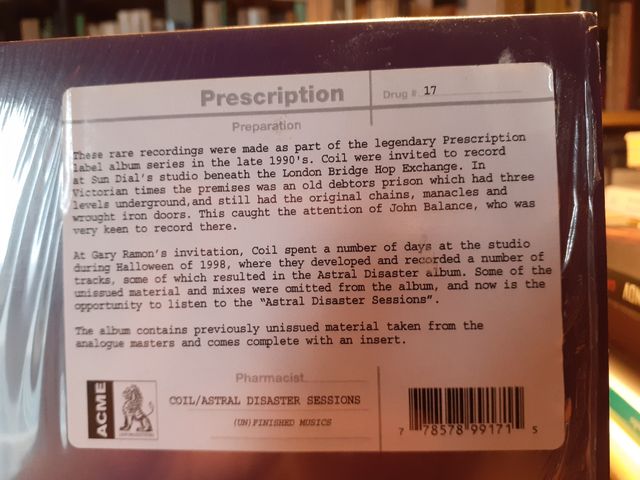 Prescription
Drug #. 17
Preparation
These rare recordings were made as part of the legendary Prescription
label album series in the late 1990's. Coil were invited to record
at Sun Dial's studio beneath the London Bridge Hop Exchange. In
Victorian times the premises was an old debtors prison which had three
levels underground,and still had the original chains, manacles and
wrought iron doors. This caught the attention of John Balance, who was
very keen to record there.
At Gary Ramon's invitation, Coil spent a number of days at the studio
during Halloween of 1998, where they developed and recorded a number of
tracks, some of which resulted in the Astral Disaster album. Some of the
unissued material and mixes were omitted from the album, and now is the
opportunity to listen to the "Astral Disaster Sessions".
The album contains previously unissued material taken from the
analogue masters and comes complete with an insert.
Pharmacist
ACME
COIL/ASTRAL DISASTER SESSIONS
(UN)FINISHED MUSICS
7 78578 99171 5